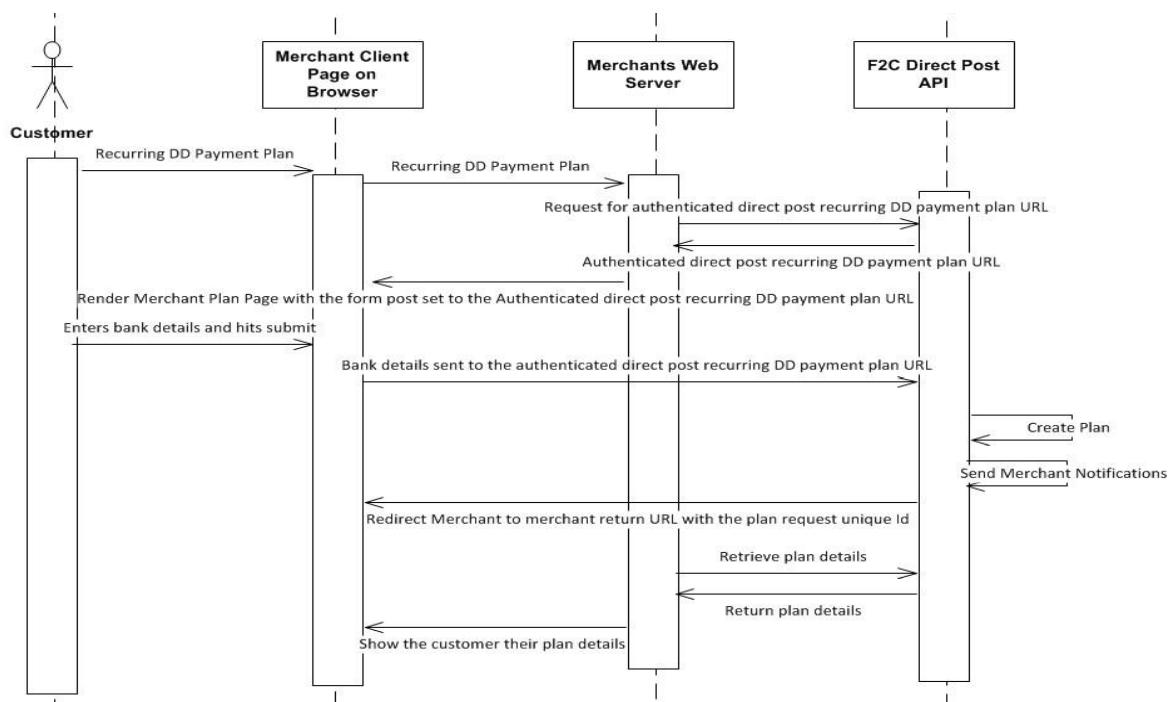 Merchant Client
Page on
Browser
Merchants Web
Server
F2C Direct Post
API
Customer
Recurring DD Payment Plan
Recurring DD Payment Plan
Request for authenticated direct post recurring DD payment plan URL
Authenticated direct post recurring DD payment plan URL
Render Merchant Plan Page with the form post set to the Authenticated direct post recurring DD payment plan URL
Enters bank details and hits submit
Bank details sent to the authenticated direct post recurring DD payment plan URL
Create Plan
Send Merchant Notifications
Redirect Merchant to merchant return URL with the plan request unique Id
Retrieve plan details
Return plan details
Show the customer their plan details